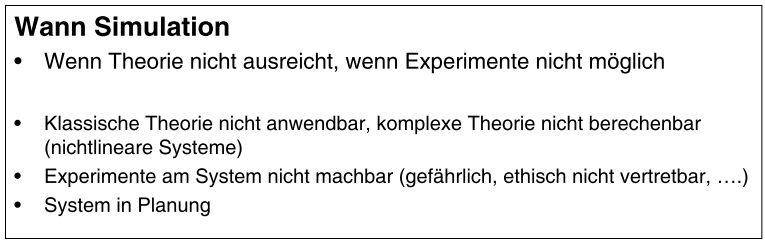 Wann Simulation
• Wenn Theorie nicht ausreicht, wenn Experimente nicht möglich
• Klassische Theorie nicht anwendbar, komplexe Theorie nicht berechenbar
(nichtlineare Systeme)
• Experimente am System nicht machbar (gefährlich, ethisch nicht vertretbar, ….)
• System in Planung